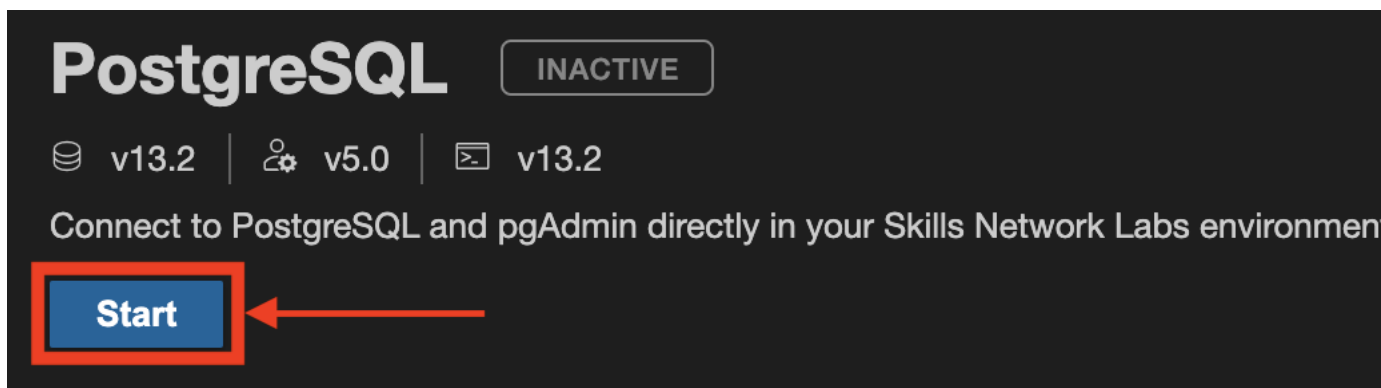 PostgreSQL INACTIVE
v13.2 v5.0 v13.2
Connect to PostgreSQL and pgAdmin directly in your Skills Network Labs environmen
Start